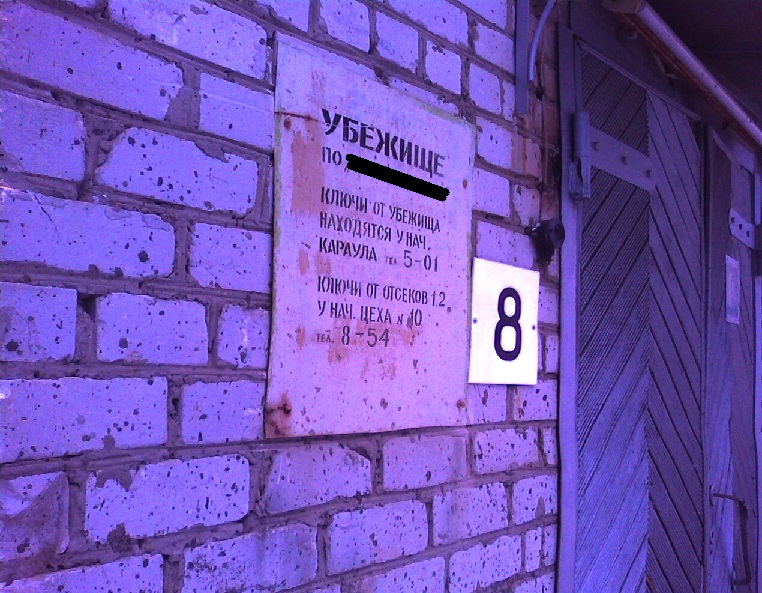 УБЕЖИЩЕ
ПО
КЛЮЧИ ОТ УБЕЖИЩА
НАХОДЯТСЯ У НАЧ.
КАРАУЛА ТЕЛ. 5-01
КЛЮЧИ ОТ ОТСЕКОВ 1.2.
У НАЧ. ЦЕХА № 10
ТЕЛ. 8-54
8